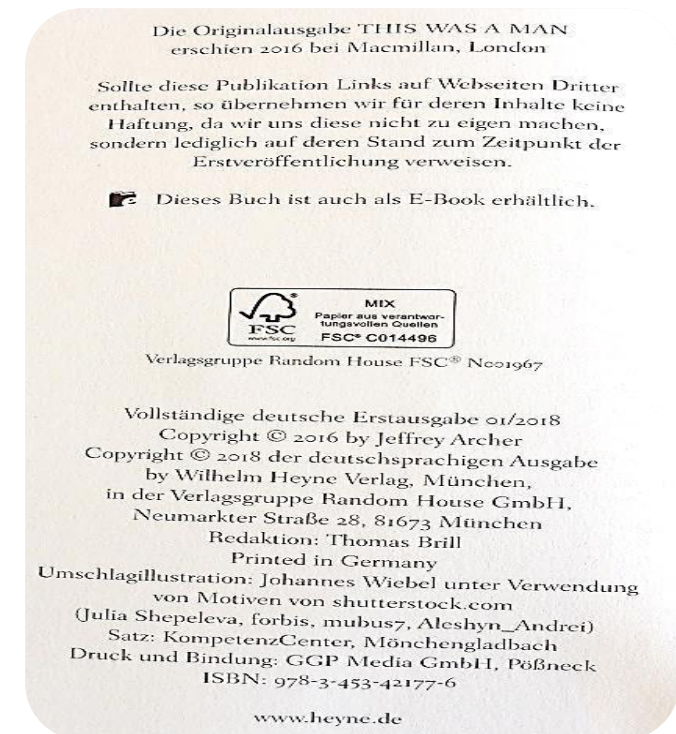 Die Originalausgabe THIS WAS A MAN
erschien 2016 bei Macmillan, London
Sollte diese Publikation Links auf Webseiten Dritter
enthalten, so übernehmen wir für deren Inhalte keine
Haftung, da wir uns diese nicht zu eigen machen,
sondern lediglich auf deren Stand zum Zeitpunkt der
Erstveröffentlichung verweisen.
Dieses Buch ist auch als E-Book erhältlich.
FSC®
www.fsc.org
MIX
Papier aus verantwor-
tungsvollen Quellen
FSC® C014496
Verlagsgruppe Random House FSC® N001967
Vollständige deutsche Erstausgabe 01/2018
Copyright © 2016 by Jeffrey Archer
Copyright © 2018 der deutschsprachigen Ausgabe
by Wilhelm Heyne Verlag, München,
in der Verlagsgruppe Random House GmbH,
Neumarkter Straße 28, 81673 München
Redaktion: Thomas Brill
Printed in Germany
Umschlagillustration: Johannes Wiebel unter Verwendung
von Motiven von shutterstock.com
(Julia Shepeleva, forbis, mubus7, Aleshyn_Andrei)
Satz: KompetenzCenter, Mönchengladbach
Druck und Bindung: GGP Media GmbH, Pößneck
ISBN: 978-3-453-42177-6
www.heyne.de